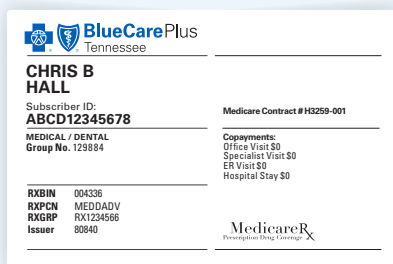 BlueCarePlus
Tennessee
CHRIS B
HALL
Subscriber ID:
ABCD12345678
MEDICAL / DENTAL
Group No. 129884
Medicare Contract # H3259-001
Copayments:
Office Visit $0
Specialist Visit $0
ER Visit $0
Hospital Stay $0
RXBIN 004336
RXPCN MEDDADV
RXGRP RX1234566
Issuer 80840
MedicareRx
Prescription Drug Coverage